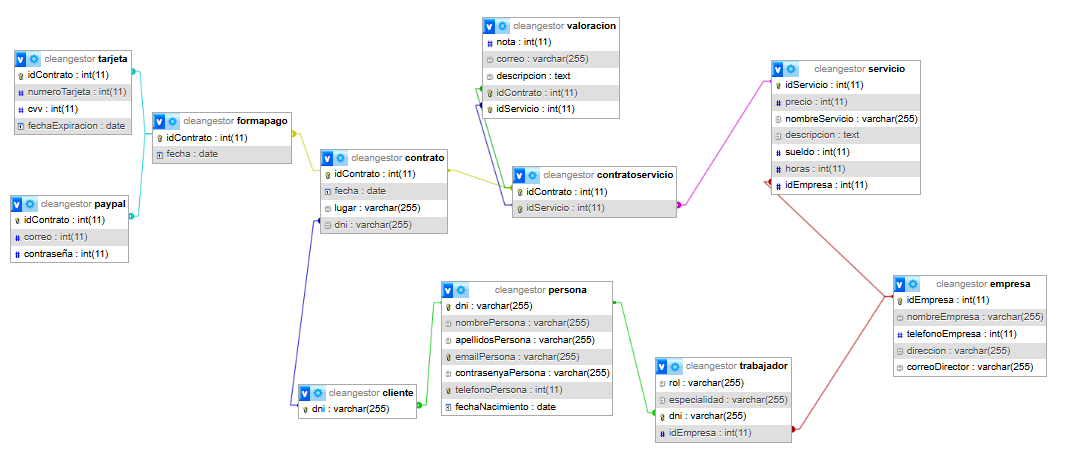 cleangestor tarjeta
idContrato : int(11)
numeroTarjeta : int(11)
cvv : int(11)
fechaExpiracion : date
cleangestor formapago
idContrato : int(11)
fecha : date
cleangestor paypal
idContrato : int(11)
correo : int(11)
contraseña : int(11)
cleangestor contrato
idContrato : int(11)
fecha : date
lugar : varchar(255)
dni : varchar(255)
cleangestor valoracion
nota : int(11)
correo : varchar(255)
descripcion : text
idContrato : int(11)
idServicio : int(11)
cleangestor contratoservicio
idContrato : int(11)
idServicio : int(11)
cleangestor servicio
idServicio : int(11)
precio : int(11)
nombreServicio : varchar(255)
descripcion : text
sueldo : int(11)
horas : int(11)
idEmpresa : int(11)
cleangestor cliente
dni : varchar(255)
cleangestor persona
dni : varchar(255)
nombrePersona : varchar(255)
apellidosPersona : varchar(255)
emailPersona : varchar(255)
contrasenyaPersona : varchar(255)
telefonoPersona : int(11)
fechaNacimiento : date
cleangestor trabajador
rol : varchar(255)
especialidad : varchar(255)
dni : varchar(255)
idEmpresa : int(11)
cleangestor empresa
idEmpresa : int(11)
nombreEmpresa : varchar(255)
telefonoEmpresa : int(11)
direccion : varchar(255)
correoDirector : varchar(255)